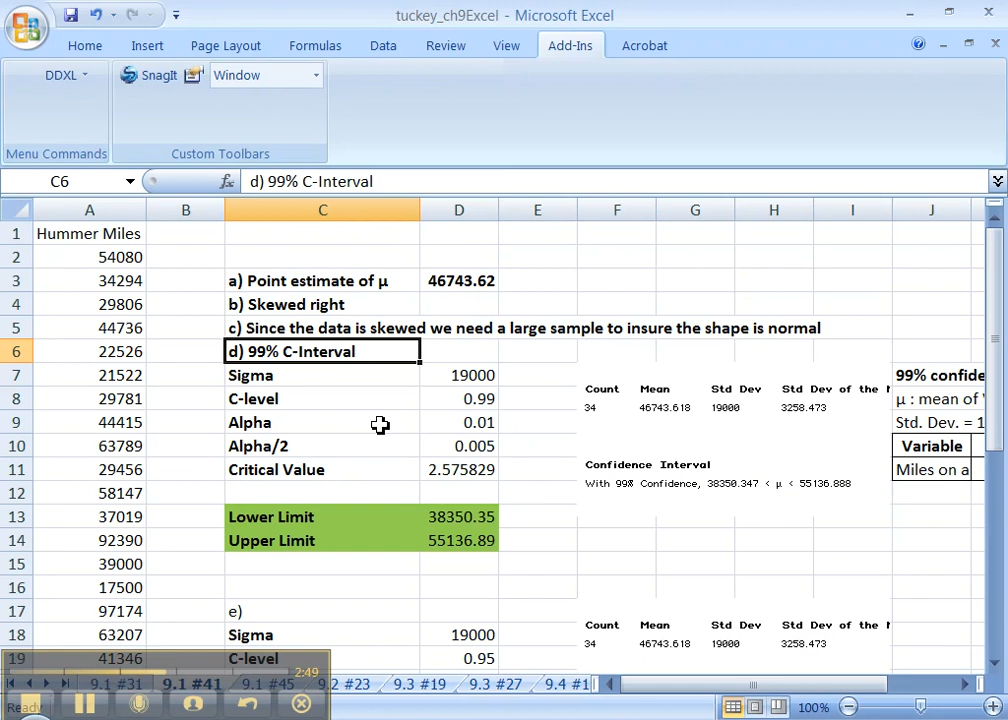 tuckey_ch9Excel - Microsoft Excel
Home Insert Page Layout Formulas Data Review View Add-Ins Acrobat
DDXL SnagIt Window
Menu Commands Custom Toolbars
C6 fx d) 99% C-Interval
A B C D E F G H I J
1 Hummer Miles
2 54080
3 34294 a) Point estimate of µ 46743.62
4 29806 b) Skewed right
5 44736 c) Since the data is skewed we need a large sample to insure the shape is normal
6 22526 d) 99% C-Interval
7 21522 Sigma 19000 Count Mean Std Dev Std Dev of the 99% confide
8 29781 C-level 0.99 34 46743.618 19000 3258.473 µ : mean of
9 44415 Alpha 0.01 Std. Dev. = 1
10 63789 Alpha/2 0.005 Confidence Interval Variable
11 29456 Critical Value 2.575829 With 99% Confidence, 38350.347 < µ < 55136.888 Miles on a
12 58147
13 37019 Lower Limit 38350.35
14 92390 Upper Limit 55136.89
15 39000
16 17500
17 97174 e) Count Mean Std Dev Std Dev of the
18 63207 Sigma 19000 34 46743.618 19000 3258.473
19 41346 C-level 0.95
2:49
9.1 #31 9.1 #41 9.1 #45 9.2 #23 9.3 #19 9.3 #27 9.4 #1
Ready 100%